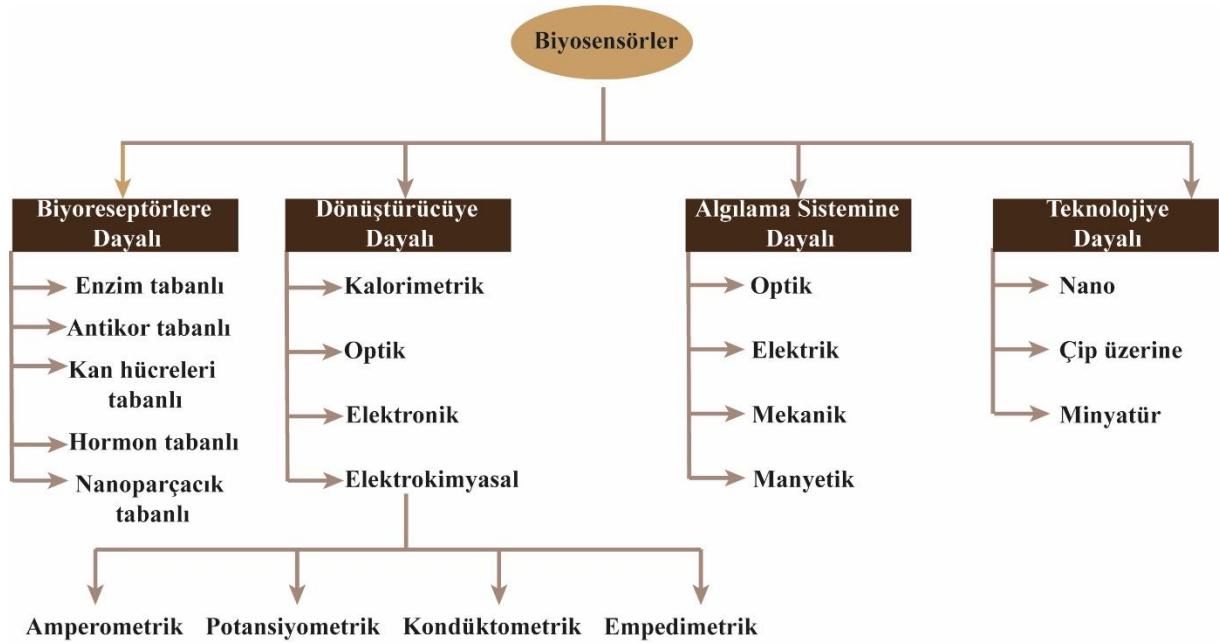 Biyosensörler
Biyoreseptörlere
Dayalı
Enzim tabanlı
Antikor tabanlı
Kan hücreleri
tabanlı
Hormon tabanlı
Nanoparçacık
tabanlı
Dönüştürücüye
Dayalı
Kalorimetrik
Optik
Elektronik
Elektrokimyasal
Amperometrik
Potansiyometrik
Kondüktometrik
Empedimetrik
Algılama Sistemine
Dayalı
Optik
Elektrik
Mekanik
Manyetik
Teknolojiye
Dayalı
Nano
Çip üzerine
Minyatür